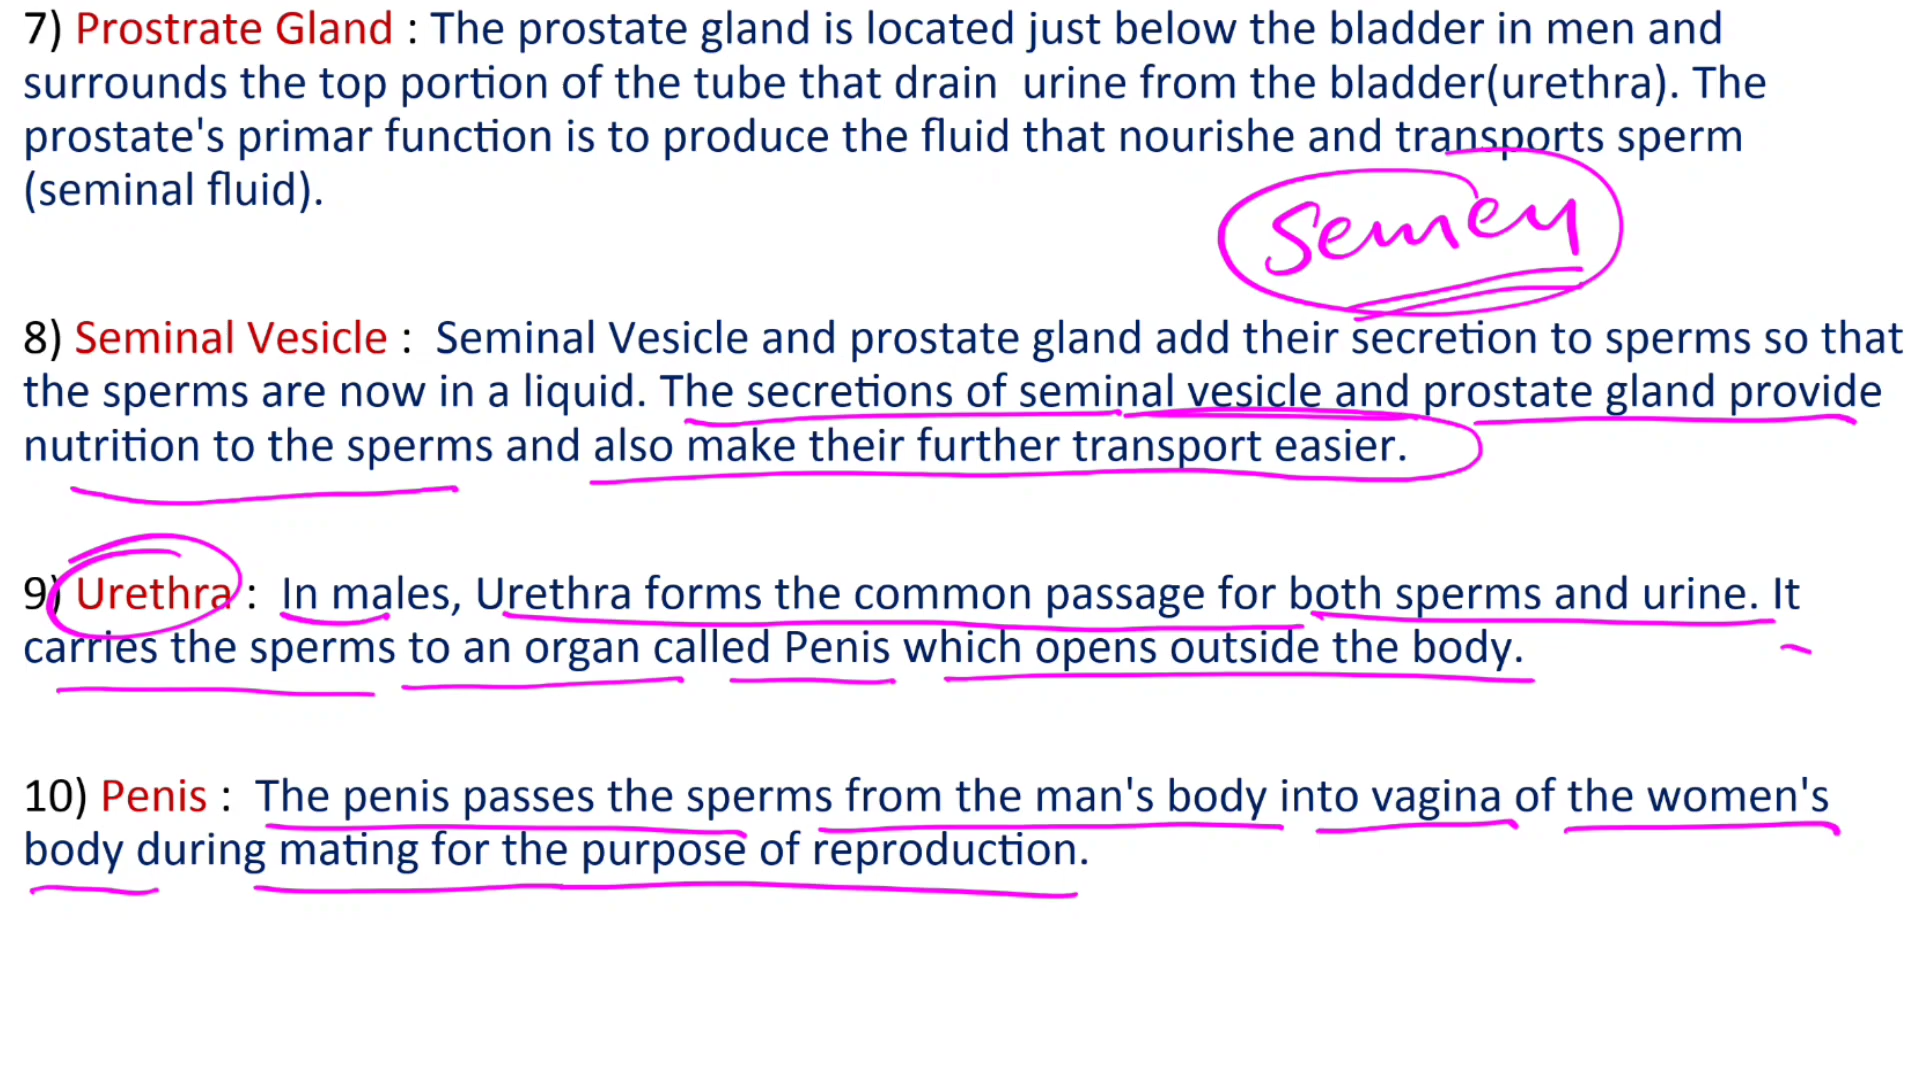 7) Prostrate Gland : The prostate gland is located just below the bladder in men and
surrounds the top portion of the tube that drain  urine from the bladder(urethra). The
prostate's primar function is to produce the fluid that nourishe and transports sperm
(seminal fluid).
Semen
8) Seminal Vesicle :  Seminal Vesicle and prostate gland add their secretion to sperms so that
the sperms are now in a liquid. The secretions of seminal vesicle and prostate gland provide
nutrition to the sperms and also make their further transport easier.
9) Urethra :  In males, Urethra forms the common passage for both sperms and urine. It
carries the sperms to an organ called Penis which opens outside the body.
10) Penis :  The penis passes the sperms from the man's body into vagina of the women's
body during mating for the purpose of reproduction.